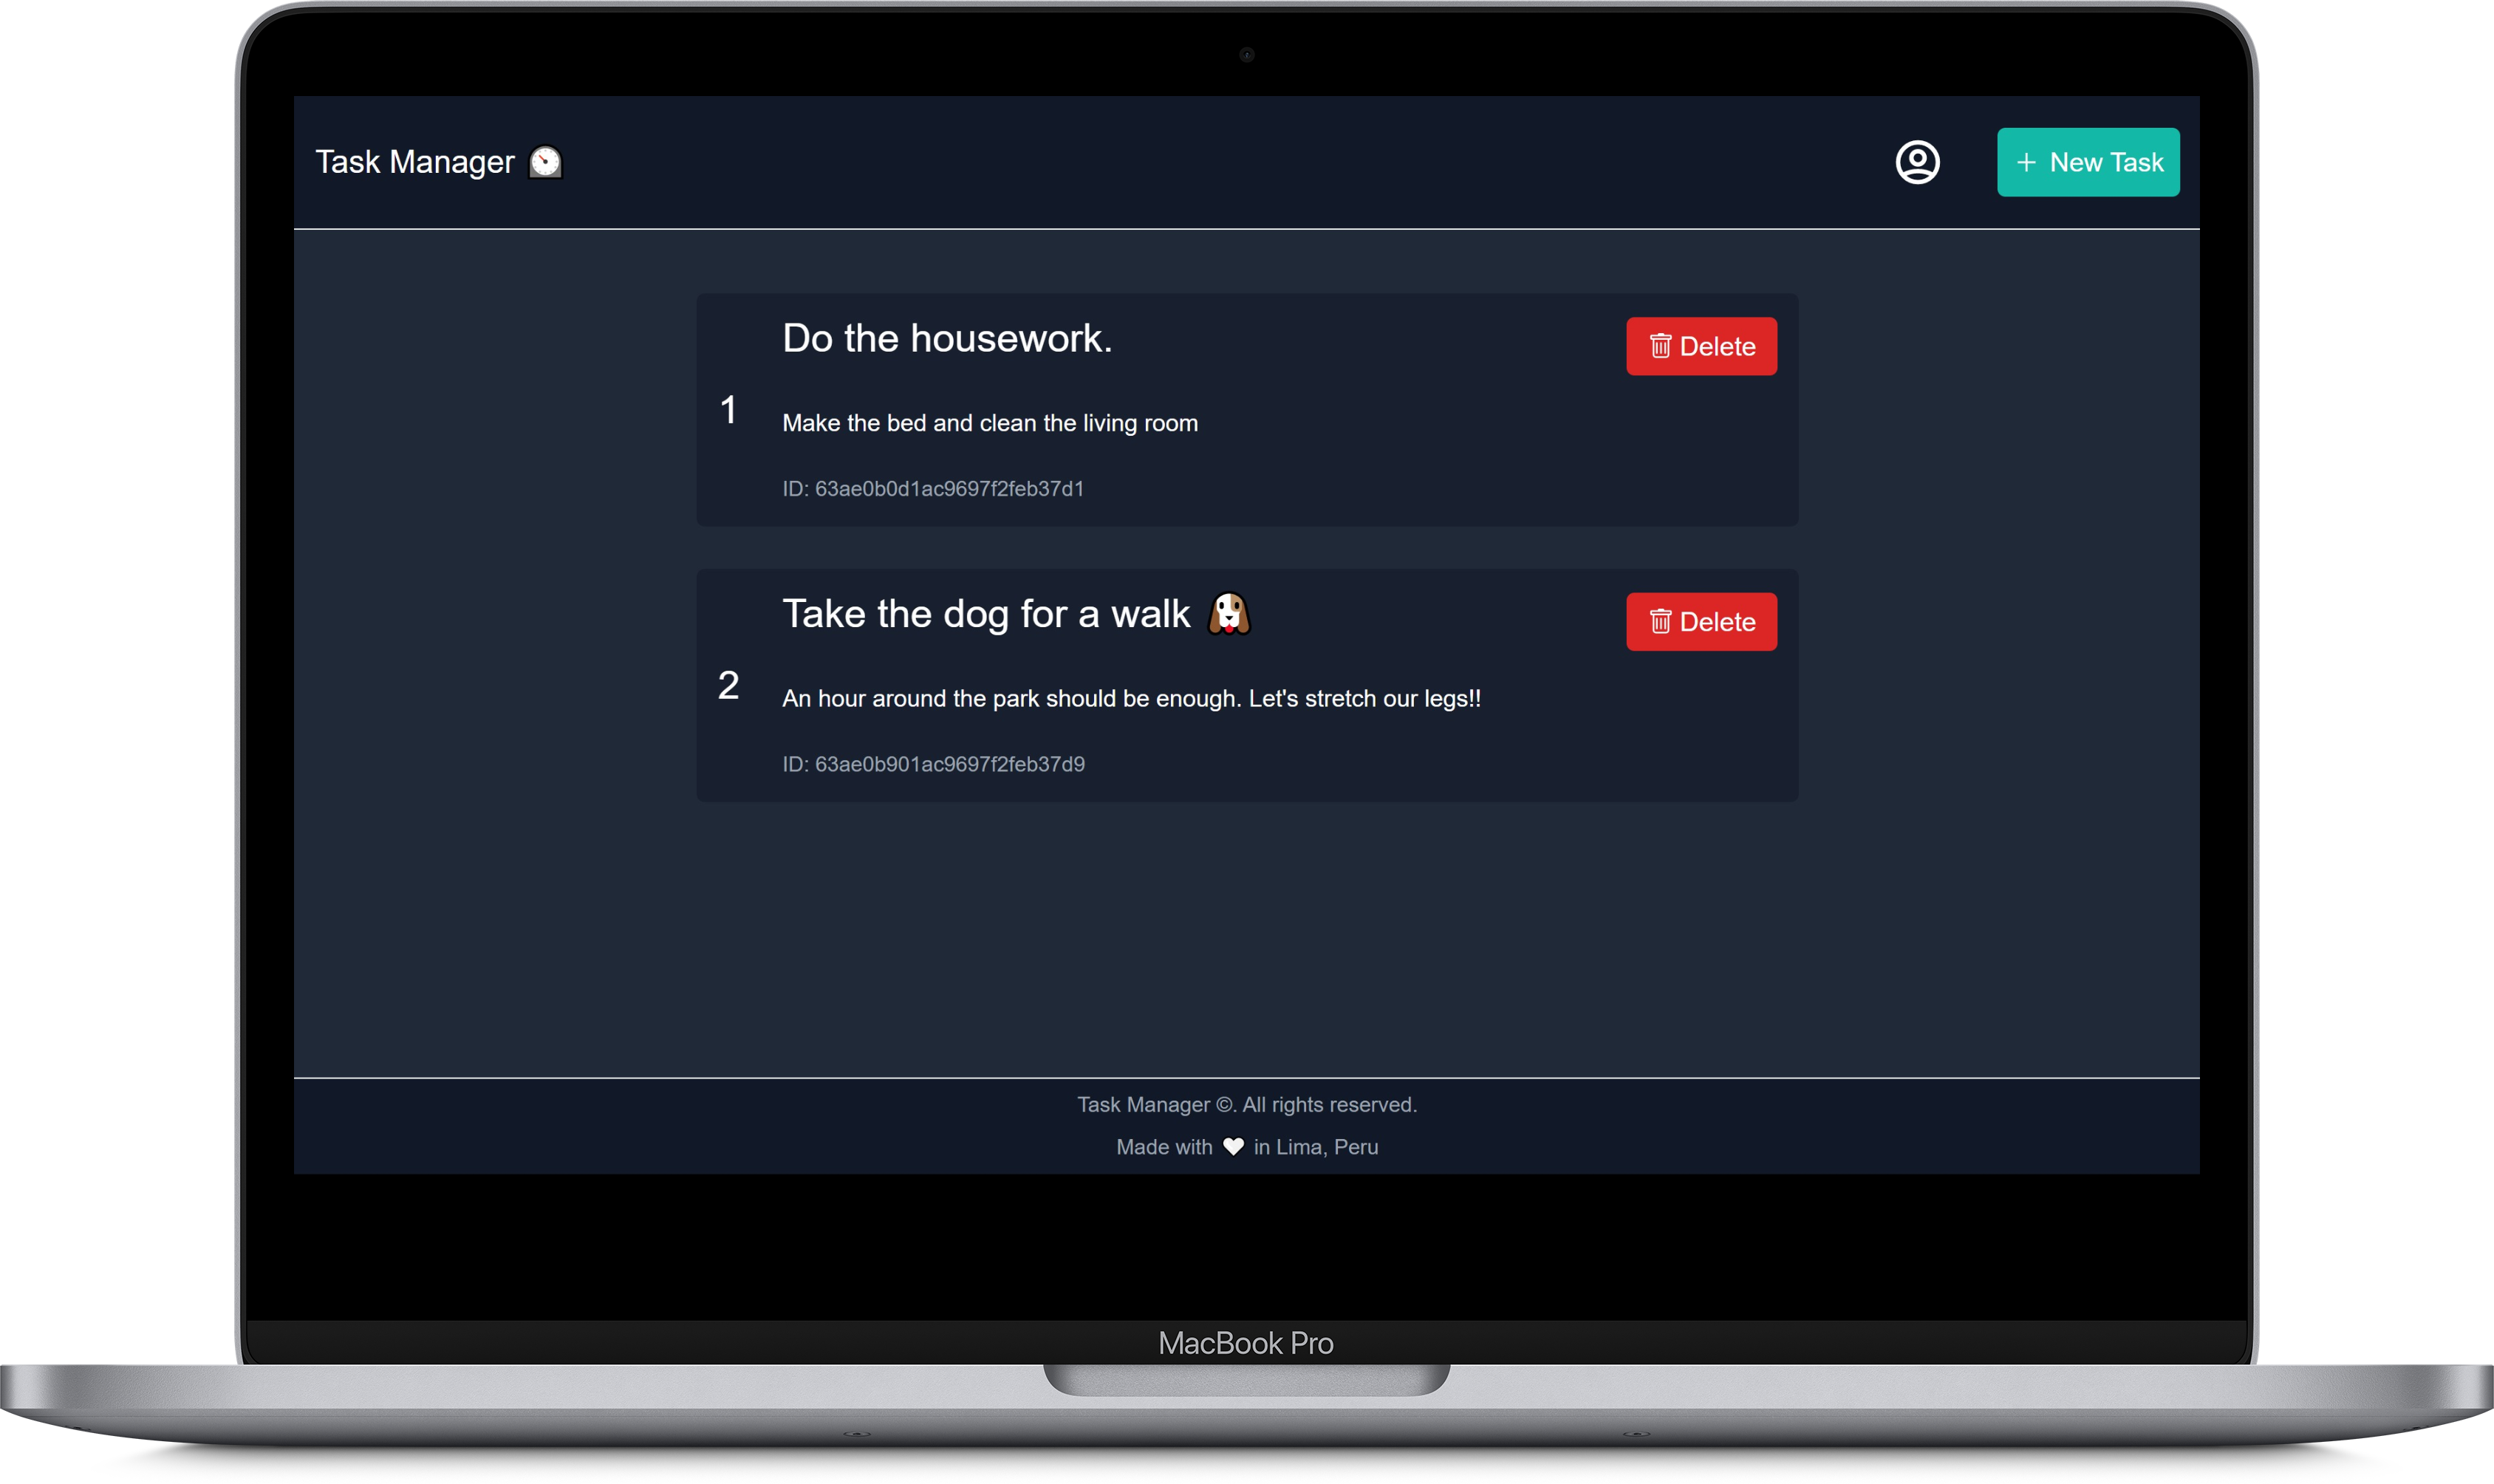 Task Manager
+ New Task
Do the housework.
Delete
1
Make the bed and clean the living room
ID: 63ae0b0d1ac9697f2feb37d1
Take the dog for a walk
Delete
2
An hour around the park should be enough. Let's stretch our legs!!
ID: 63ae0b901ac9697f2feb37d9
Task Manager ©. All rights reserved.
Made with 🤍 in Lima, Peru
MacBook Pro